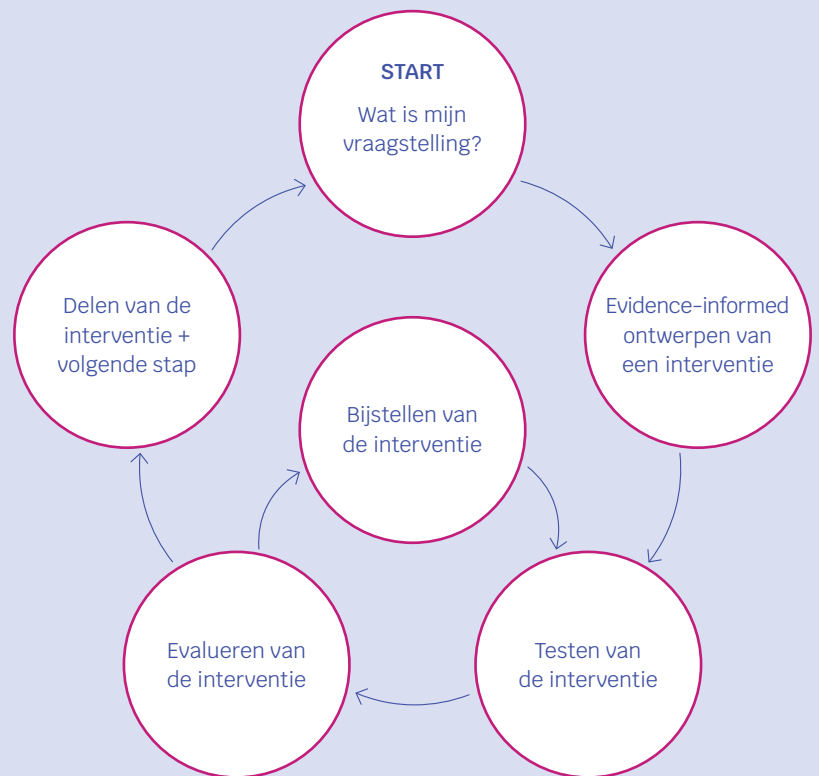 START
Wat is mijn
vraagstelling?
Evidence-informed
ontwerpen van
een interventie
Testen van
de interventie
Evalueren van
de interventie
Bijstellen van
de interventie
Delen van de
interventie +
volgende stap